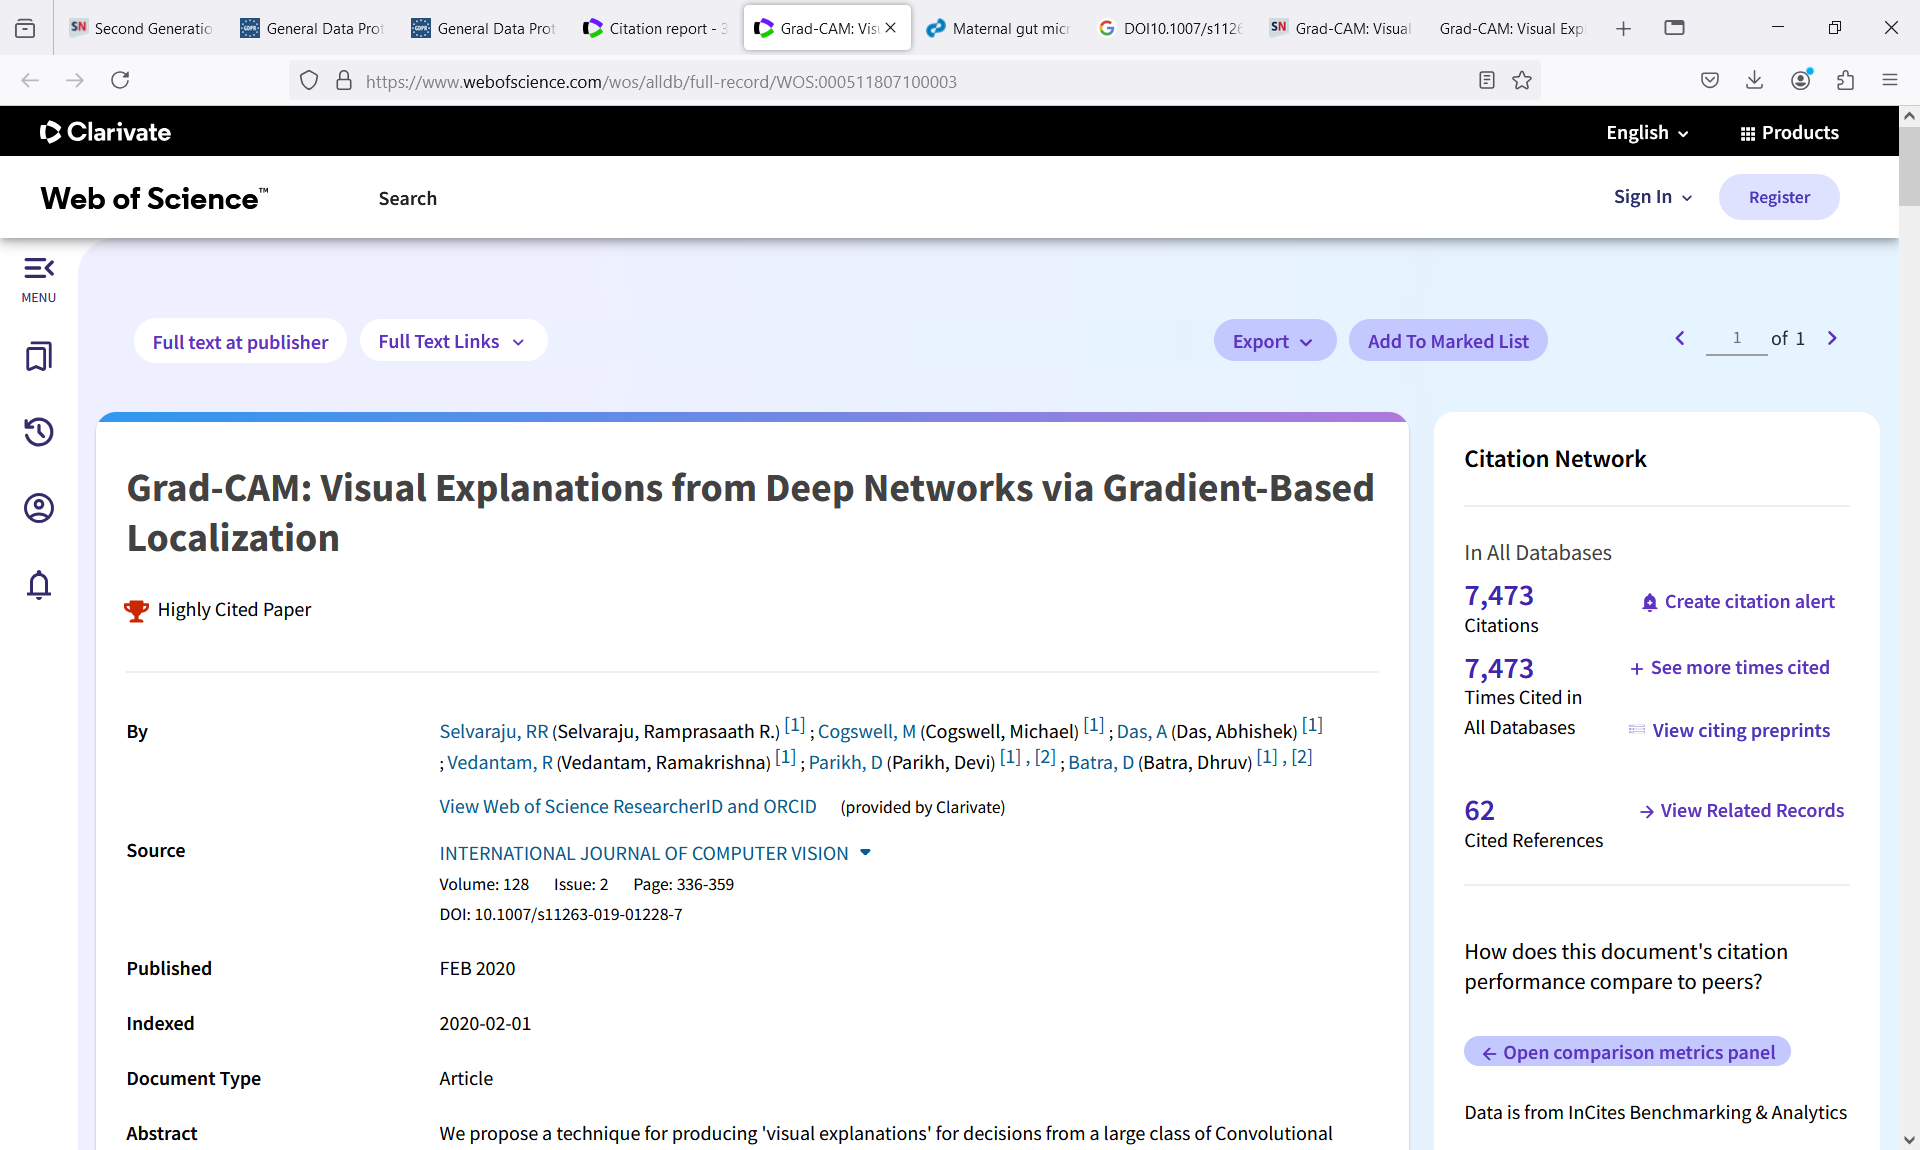 Second Generatio
General Data Prot
General Data Prot
Citation report - 3
Grad-CAM: Vis
Maternal gut micr
DOI10.1007/s1126
Grad-CAM: Visual
Grad-CAM: Visual Expl
https://www.webofscience.com/wos/alldb/full-record/WOS:000511807100003
Clarivate
English
Products
Web of Science™
Search
Sign In
Register
MENU
Full text at publisher
Full Text Links
Export
Add To Marked List
1 of 1
Grad-CAM: Visual Explanations from Deep Networks via Gradient-Based
Localization
Highly Cited Paper
By
Selvaraju, RR (Selvaraju, Ramprasaath R.) [1] ; Cogswell, M (Cogswell, Michael) [1] ; Das, A (Das, Abhishek) [1]
; Vedantam, R (Vedantam, Ramakrishna) [1] ; Parikh, D (Parikh, Devi) [1] , [2] ; Batra, D (Batra, Dhruv) [1] , [2]
View Web of Science ResearcherID and ORCID (provided by Clarivate)
Source
INTERNATIONAL JOURNAL OF COMPUTER VISION
Volume: 128 Issue: 2 Page: 336-359
DOI: 10.1007/s11263-019-01228-7
Published
FEB 2020
Indexed
2020-02-01
Document Type
Article
Abstract
We propose a technique for producing 'visual explanations' for decisions from a large class of Convolutional
Citation Network
In All Databases
7,473
Citations
Create citation alert
7,473
Times Cited in
All Databases
+ See more times cited
View citing preprints
62
Cited References
View Related Records
How does this document's citation
performance compare to peers?
Open comparison metrics panel
Data is from InCites Benchmarking & Analytics